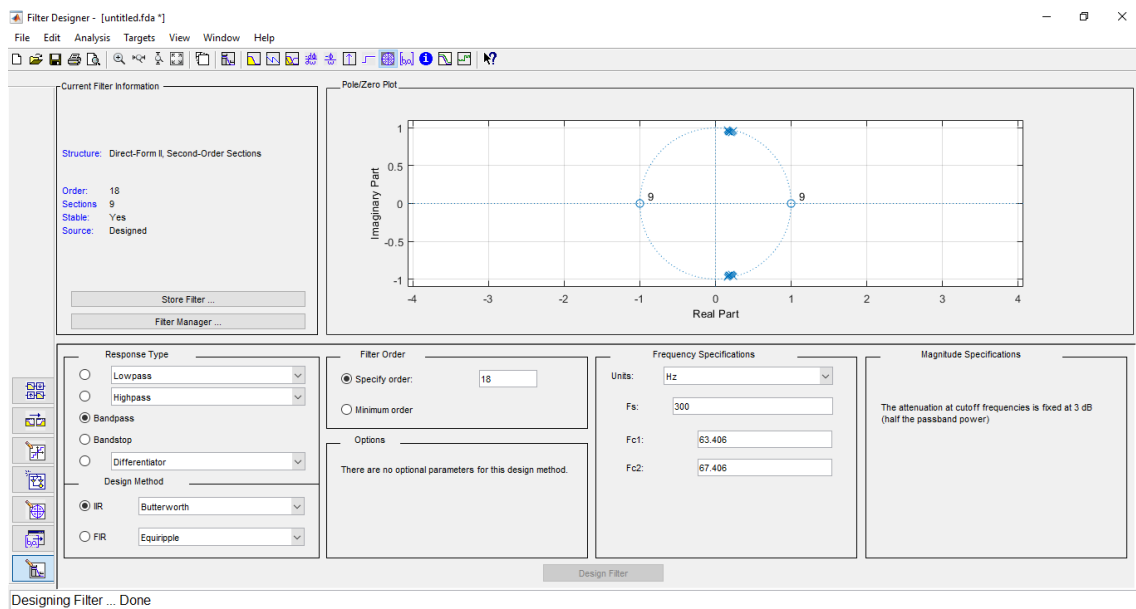 Filter Designer - [untitled.fda *]
File Edit Analysis Targets View Window Help
Current Filter Information
Structure: Direct-Form II, Second-Order Sections
Order: 18
Sections 9
Stable: Yes
Source: Designed
Store Filter ...
Filter Manager ...
Pole/Zero Plot
Imaginary Part
1
0.5
0
-0.5
-1
9
9
-4 -3 -2 -1 0 1 2 3 4
Real Part
Response Type
Lowpass
Highpass
Bandpass
Bandstop
Differentiator
Design Method
IIR Butterworth
FIR Equiripple
Filter Order
Specify order: 18
Minimum order
Options
There are no optional parameters for this design method.
Frequency Specifications
Units: Hz
Fs: 300
Fc1: 63.406
Fc2: 67.406
Magnitude Specifications
The attenuation at cutoff frequencies is fixed at 3 dB
(half the passband power)
Design Filter
Designing Filter ... Done